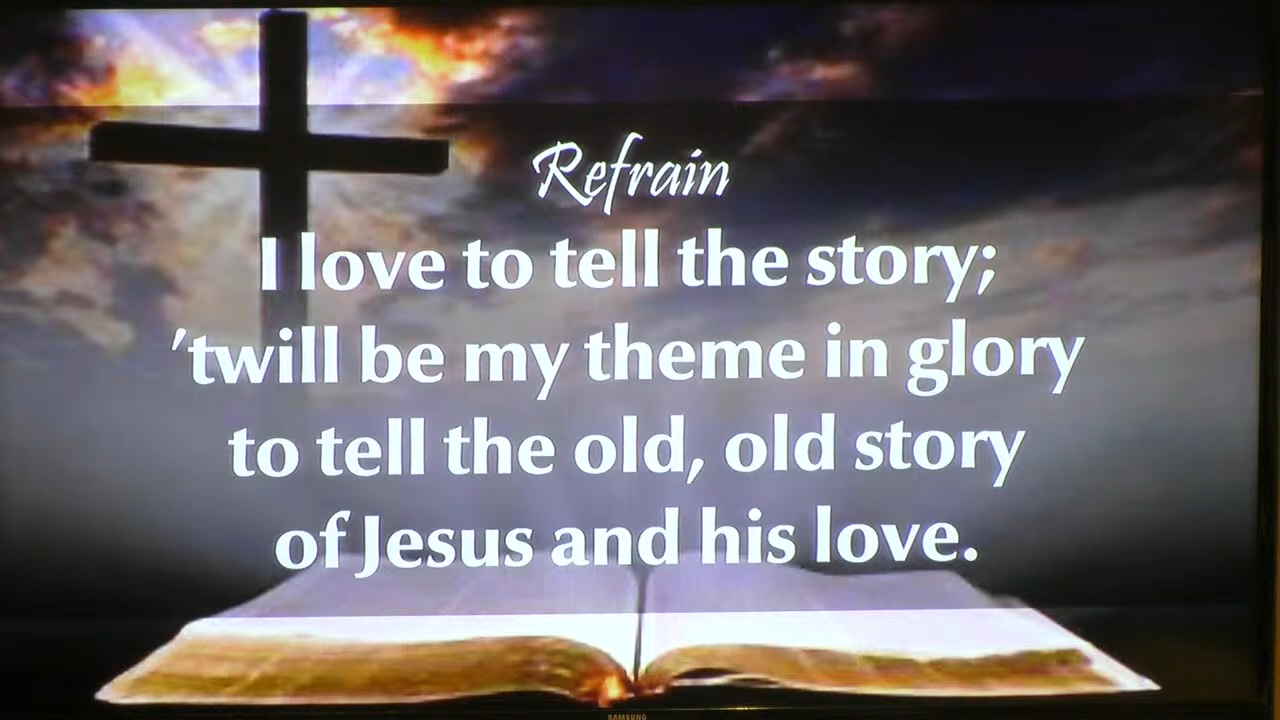 Refrain
I love to tell the story;
’twill be my theme in glory
to tell the old, old story
of Jesus and his love.
SAMSUNG